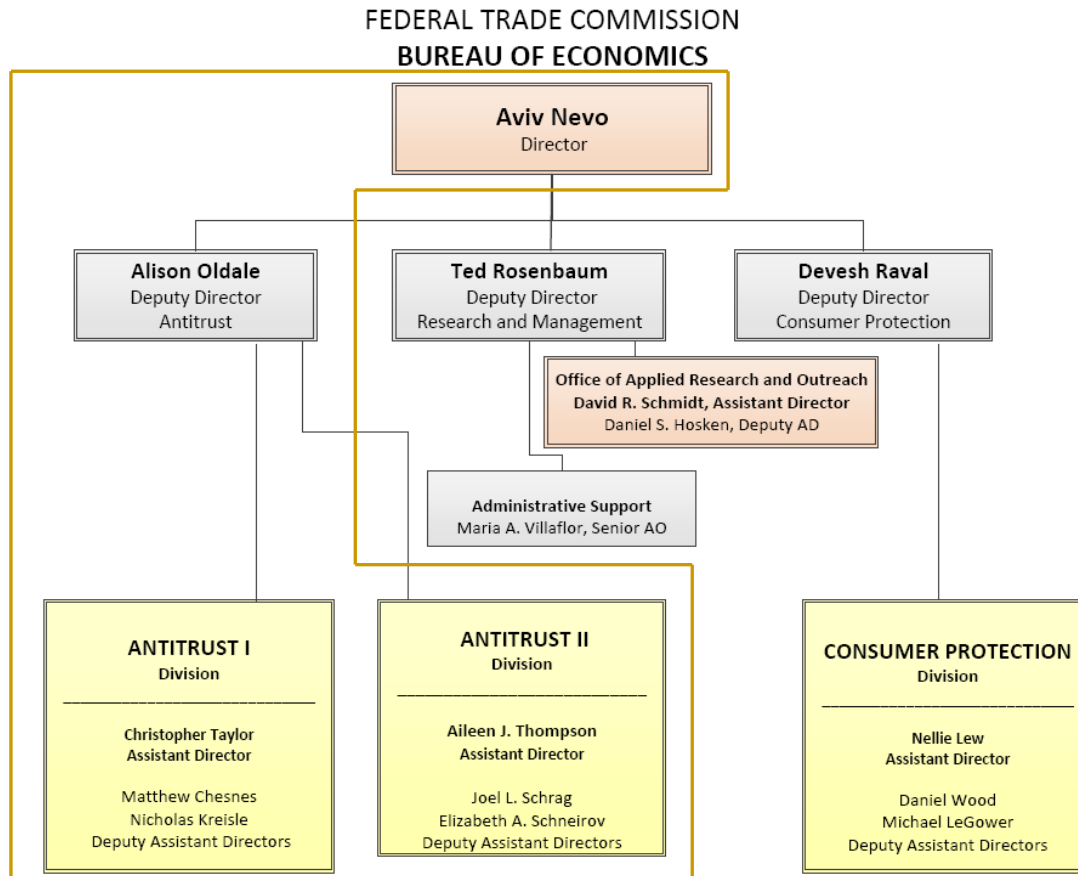 FEDERAL TRADE COMMISSION
BUREAU OF ECONOMICS
Aviv Nevo
Director
Alison Oldale
Deputy Director
Antitrust
Ted Rosenbaum
Deputy Director
Research and Management
Devesh Raval
Deputy Director
Consumer Protection
Office of Applied Research and Outreach
David R. Schmidt, Assistant Director
Daniel S. Hosken, Deputy AD
Administrative Support
Maria A. Villaflor, Senior AO
ANTITRUST I
Division
Christopher Taylor
Assistant Director
Matthew Chesnes
Nicholas Kreisle
Deputy Assistant Directors
ANTITRUST II
Division
Aileen J. Thompson
Assistant Director
Joel L. Schrag
Elizabeth A. Schneirov
Deputy Assistant Directors
CONSUMER PROTECTION
Division
Nellie Lew
Assistant Director
Daniel Wood
Michael LeGower
Deputy Assistant Directors